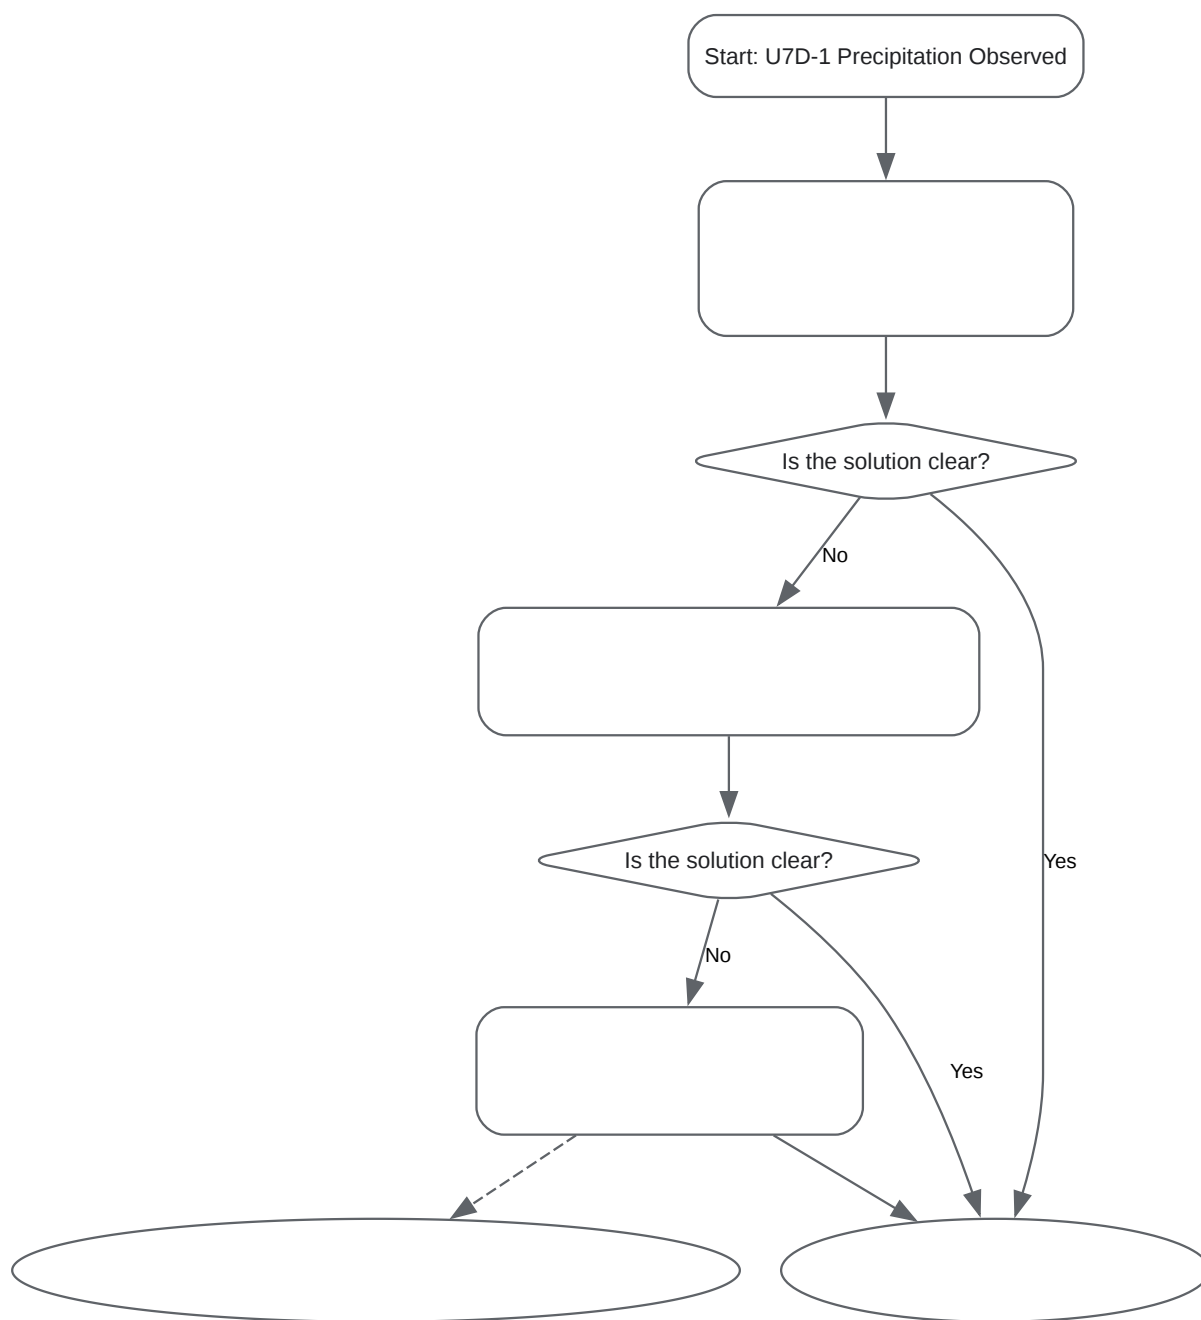 Start: U7D-1 Precipitation Observed
Is the solution clear?
No
Is the solution clear?
Yes
No
Yes